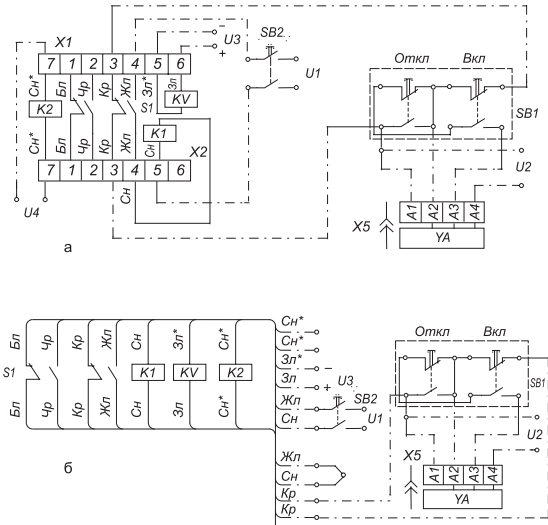 X1
U3
SB2
7 1 2 3 4 5 6
–
+
U1
Откл Вкл
SB1
Сн* Бл Чр Кр Жл Зл* Зл
K2
S1
KV
K1
Сн* Бл Чр Кр Жл Сн
X2
7 1 2 3 4 5 6
Сн
U4
U2
X5
A1 A2 A3 A4
YA
а
Бл Чр Кр Жл Сн Зл* Сн*
S1
K1
KV
K2
Бл Чр Кр Жл Сн Зл Сн*
Сн*
Сн*
Зл* –
Зл +
U3
Жл
SB2
Сн
U1
Жл
Сн
Кр
Кр
Откл Вкл
SB1
U2
X5
A1 A2 A3 A4
YA
б